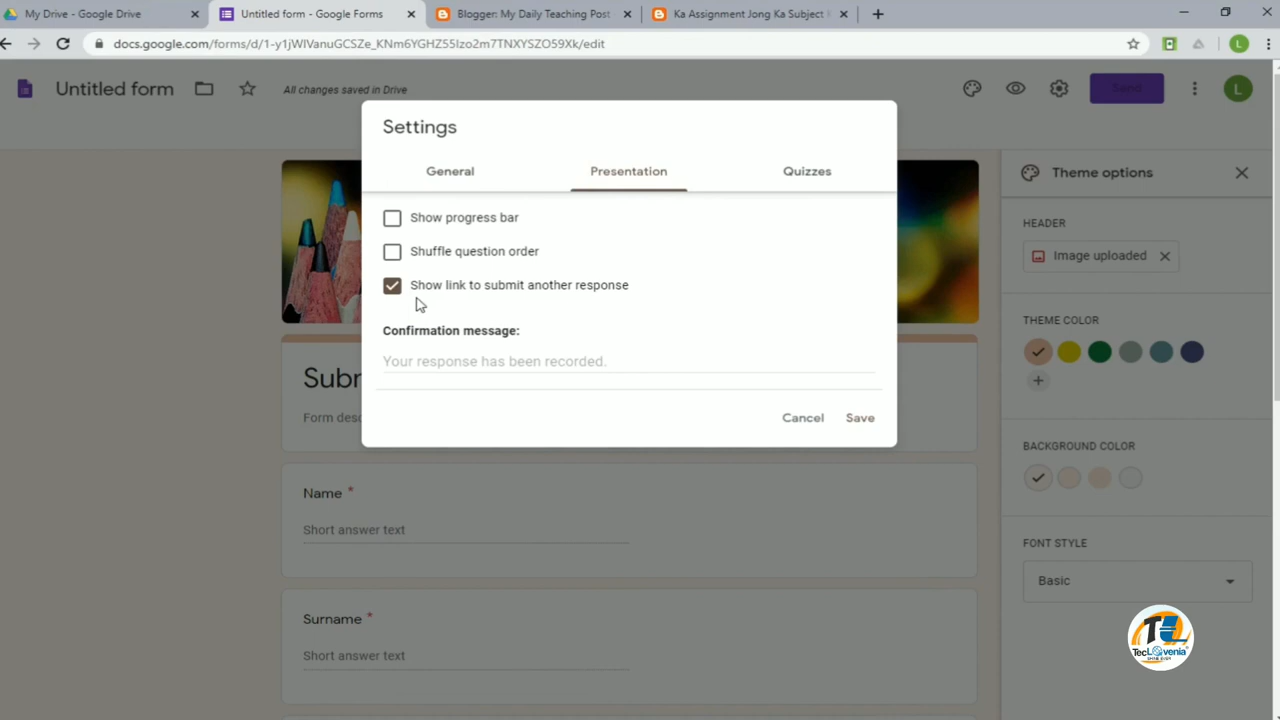 My Drive - Google Drive
Untitled form - Google Forms
Blogger: My Daily Teaching Post
Ka Assignment Jong Ka Subject
docs.google.com/forms/d/1-y1jWIVanuGCSZe_KNm6YGHZ55Izo2m7TNXYSZO59Xk/edit
L
Untitled form
All changes saved in Drive
Send
L
Settings
General
Presentation
Quizzes
Show progress bar
Shuffle question order
Show link to submit another response
Confirmation message:
Your response has been recorded.
Cancel
Save
Subr
Form desc
Name *
Short answer text
Surname *
Short answer text
Theme options
HEADER
Image uploaded
THEME COLOR
BACKGROUND COLOR
FONT STYLE
Basic
TL
TecLovenia